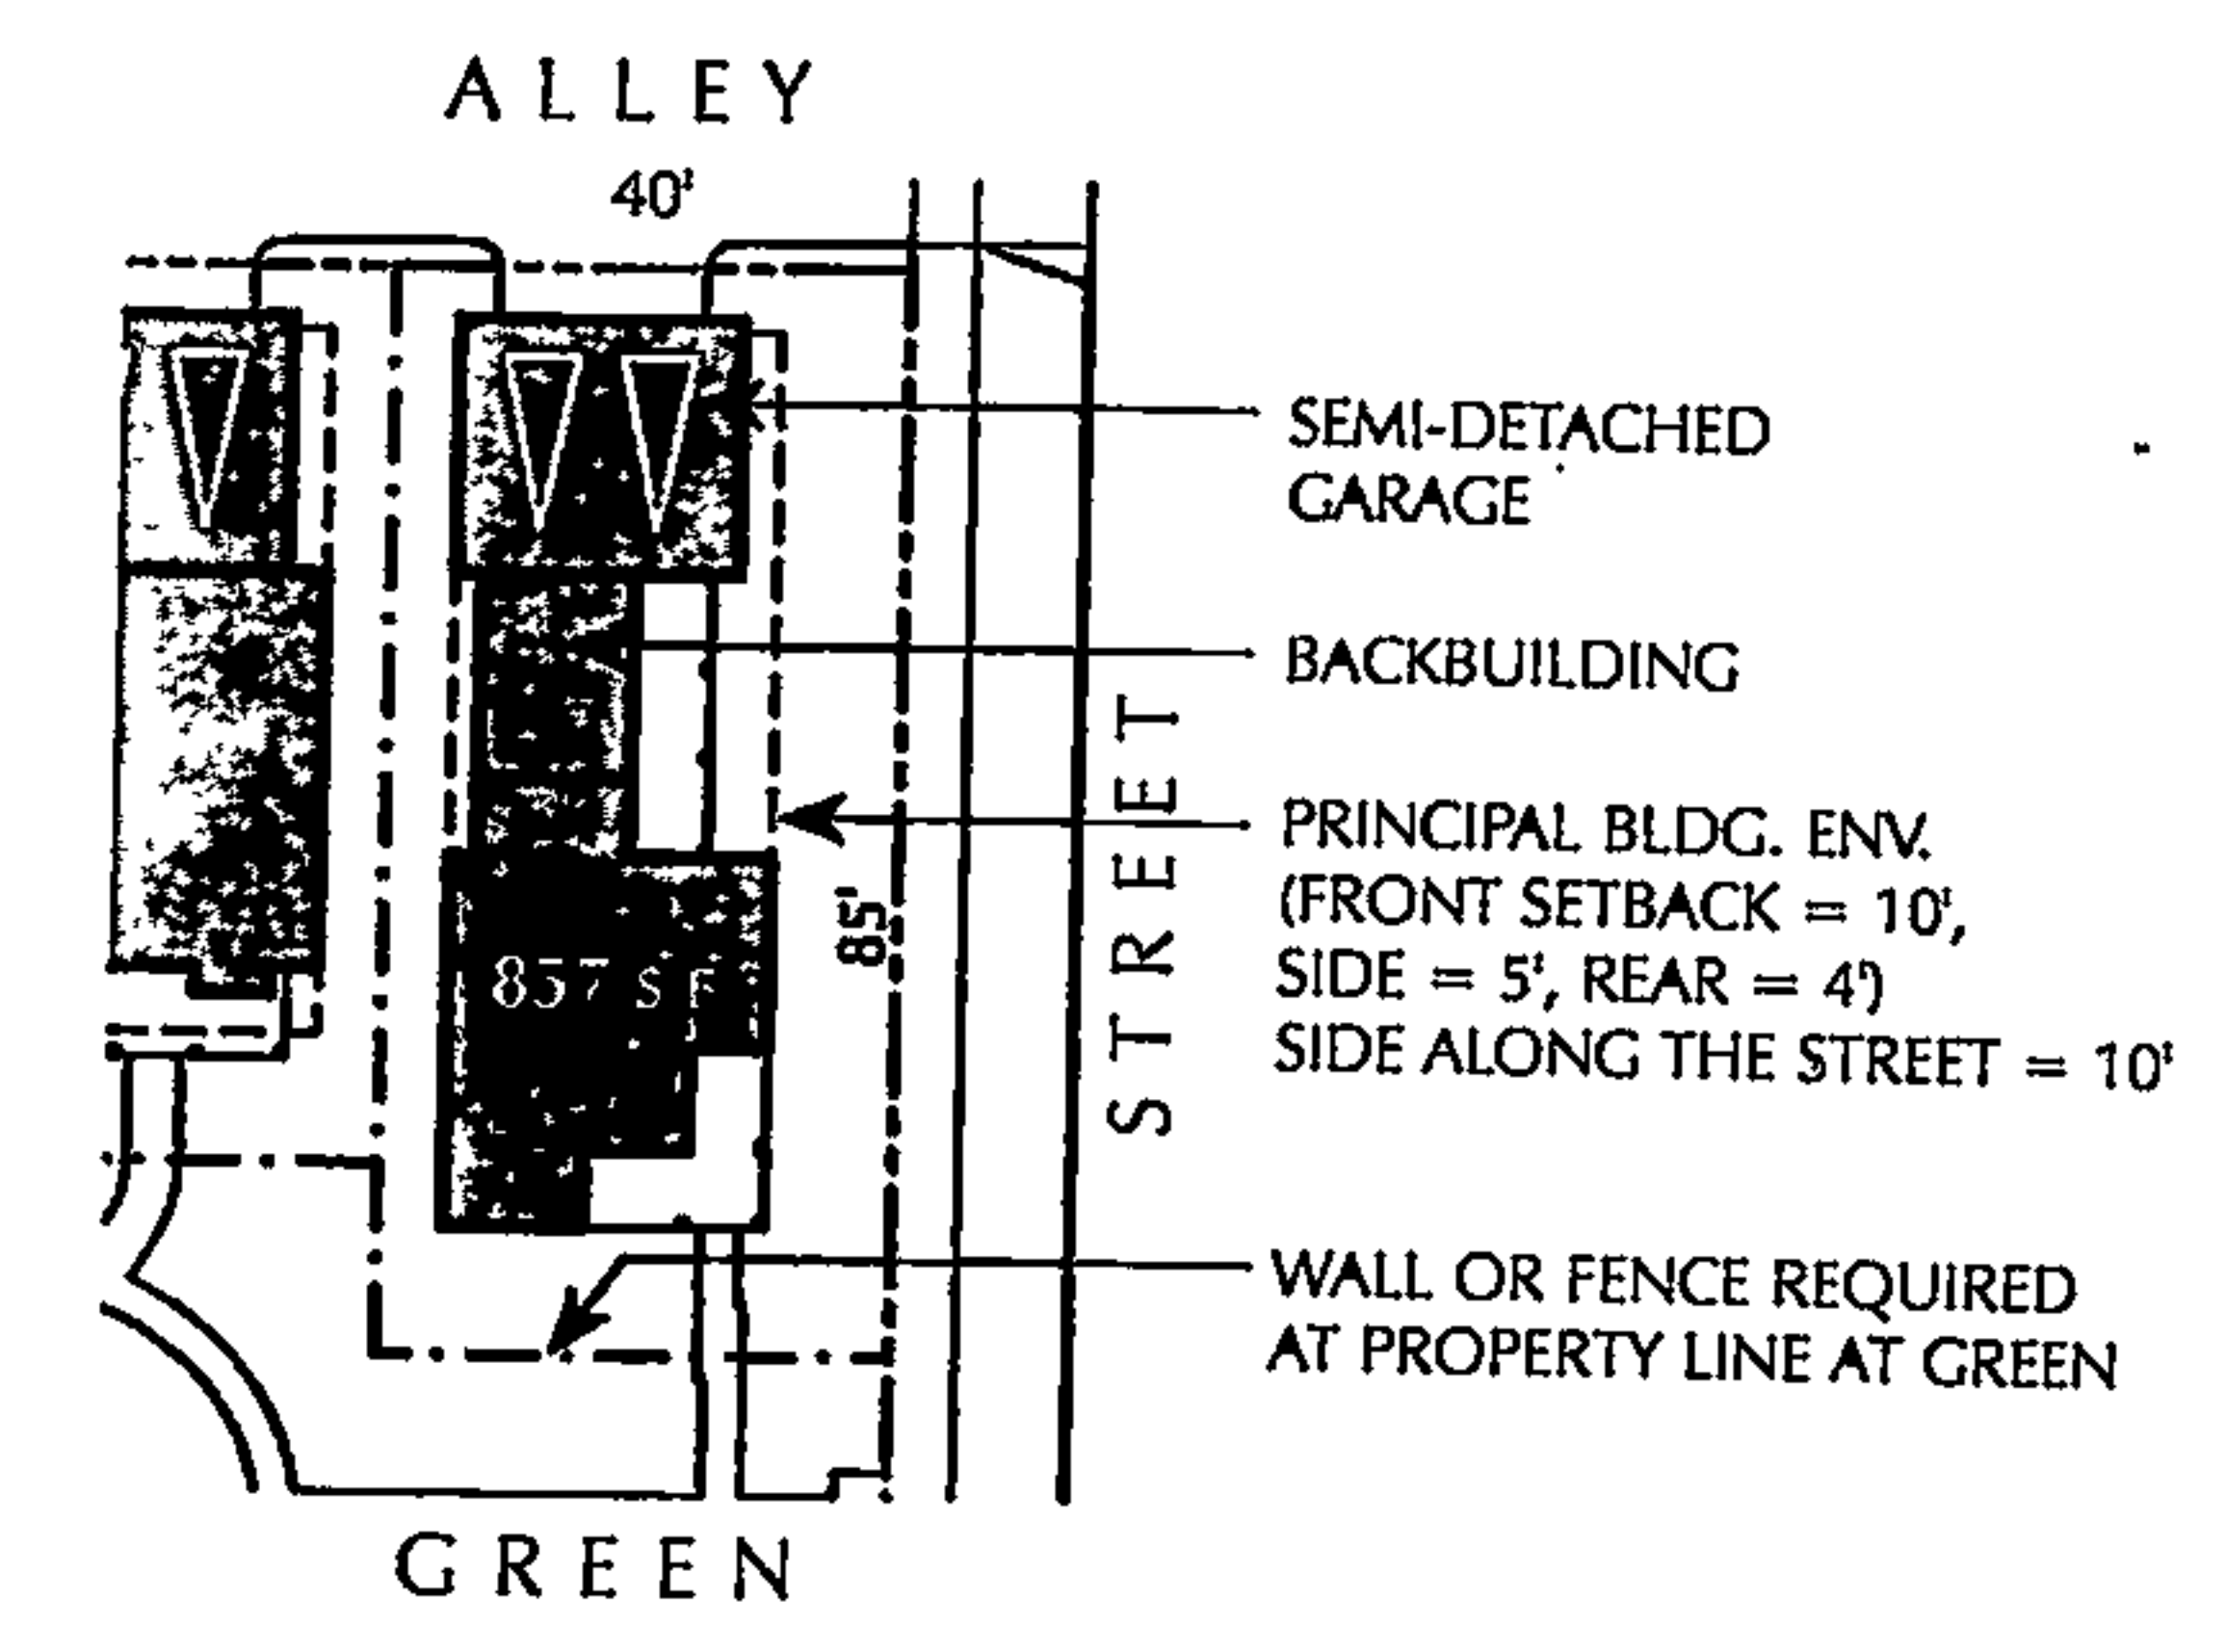 ALLEY
40'
SEMI-DETACHED
GARAGE
BACKBUILDING
PRINCIPAL BLDG. ENV.
(FRONT SETBACK = 10',
SIDE = 5', REAR = 4')
SIDE ALONG THE STREET = 10'
85'
STREET
857 SF
WALL OR FENCE REQUIRED
AT PROPERTY LINE AT GREEN
GREEN